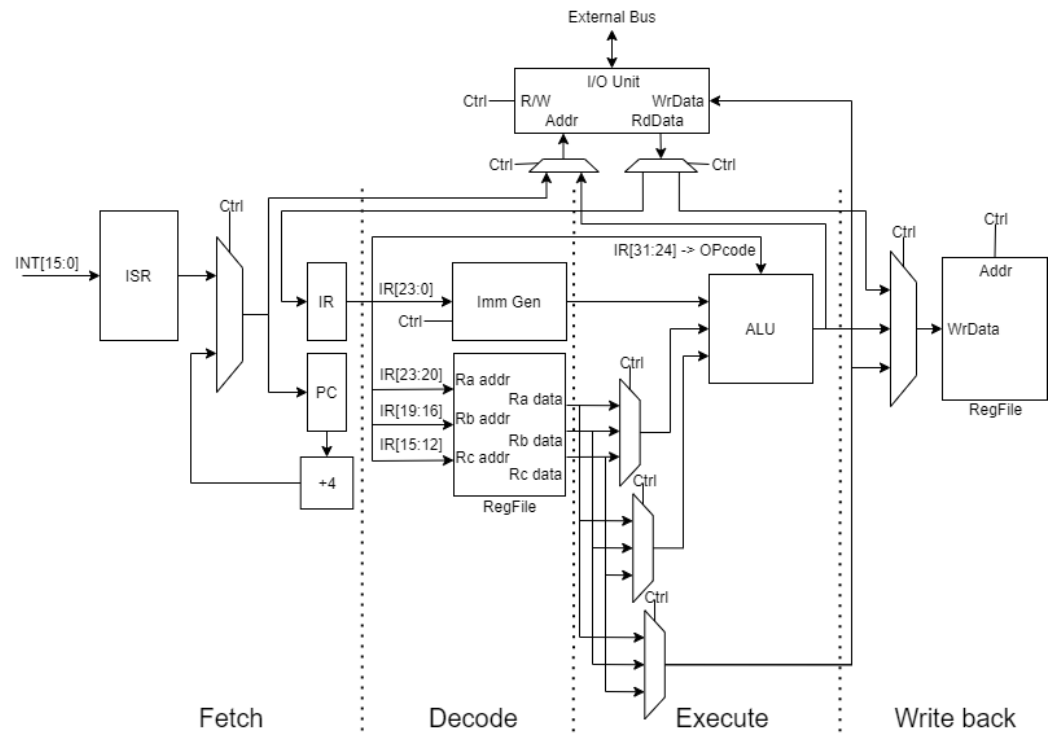 External Bus
I/O Unit
Ctrl
R/W
WrData
Addr
RdData
Ctrl
Ctrl
Ctrl
Ctrl
Ctrl
INT[15:0]
ISR
IR[31:24] -> OPcode
Addr
IR
IR[23:0]
Imm Gen
Ctrl
ALU
WrData
PC
IR[23:20]
Ra addr
Ra data
Ctrl
IR[19:16]
Rb addr
Rb data
RegFile
IR[15:12]
Rc addr
Rc data
+4
RegFile
Ctrl
Ctrl
Fetch
Decode
Execute
Write back